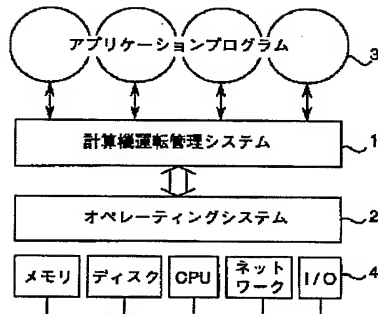 アプリケーションプログラム
3
計算機運転管理システム
1
オペレーティングシステム
2
メモリ ディスク CPU ネットワーク I/O
4